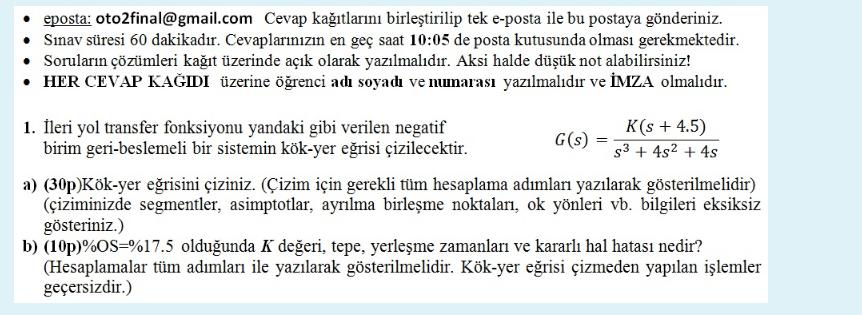 • eposta: oto2final@gmail.com Cevap kağıtlarını birleştirilip tek e-posta ile bu postaya gönderiniz.
• Sınav süresi 60 dakikadır. Cevaplarınızın en geç saat 10:05 de posta kutusunda olması gerekmektedir.
• Soruların çözümleri kağıt üzerinde açık olarak yazılmalıdır. Aksi halde düşük not alabilirsiniz!
• HER CEVAP KAĞIDI üzerine öğrenci adı soyadı ve numarası yazılmalıdır ve İMZA olmalıdır.
1. İleri yol transfer fonksiyonu yandaki gibi verilen negatif
birim geri-beslemeli bir sistemin kök-yer eğrisi çizilecektir.
G(s) = K(s + 4.5) / s³ + 4s² + 4s
a) (30p)Kök-yer eğrisini çiziniz. (Çizim için gerekli tüm hesaplama adımları yazılarak gösterilmelidir)
(çiziminizde segmentler, asimptotlar, ayrılma birleşme noktaları, ok yönleri vb. bilgileri eksiksiz
gösteriniz.)
b) (10p)%OS=%17.5 olduğunda K değeri, tepe, yerleşme zamanları ve kararlı hal hatası nedir?
(Hesaplamalar tüm adımları ile yazılarak gösterilmelidir. Kök-yer eğrisi çizmeden yapılan işlemler
geçersizdir.)